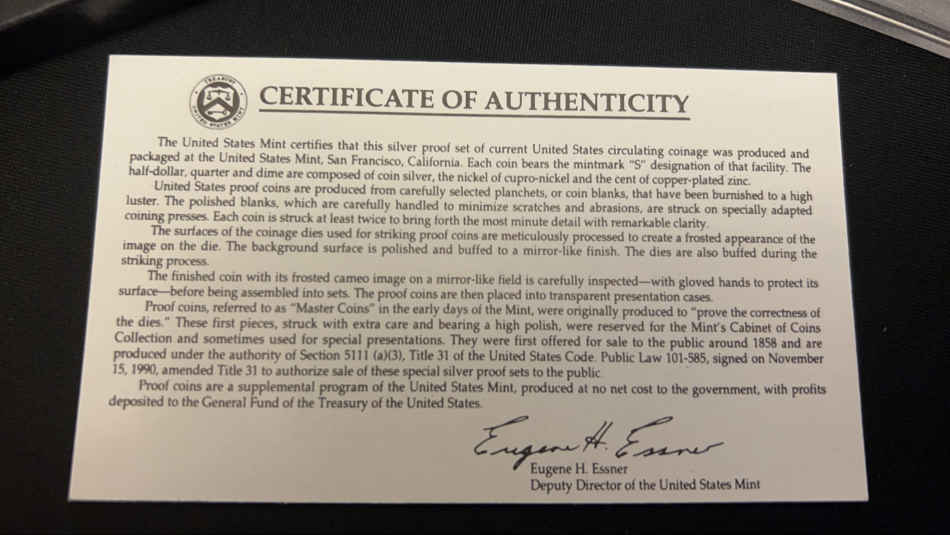 TREASURY
UNITED STATES MINT
CERTIFICATE OF AUTHENTICITY
The United States Mint certifies that this silver proof set of current United States circulating coinage was produced and
packaged at the United States Mint, San Francisco, California. Each coin bears the mintmark "S" designation of that facility. The
half-dollar, quarter and dime are composed of coin silver, the nickel of cupro-nickel and the cent of copper-plated zinc.
United States proof coins are produced from carefully selected planchets, or coin blanks, that have been burnished to a high
luster. The polished blanks, which are carefully handled to minimize scratches and abrasions, are struck on specially adapted
coining presses. Each coin is struck at least twice to bring forth the most minute detail with remarkable clarity.
The surfaces of the coinage dies used for striking proof coins are meticulously processed to create a frosted appearance of the
image on the die. The background surface is polished and buffed to a mirror-like finish. The dies are also buffed during the
striking process.
The finished coin with its frosted cameo image on a mirror-like field is carefully inspected—with gloved hands to protect its
surface—before being assembled into sets. The proof coins are then placed into transparent presentation cases.
Proof coins, referred to as "Master Coins" in the early days of the Mint, were originally produced to "prove the correctness of
the dies." These first pieces, struck with extra care and bearing a high polish, were reserved for the Mint's Cabinet of Coins
Collection and sometimes used for special presentations. They were first offered for sale to the public around 1858 and are
produced under the authority of Section 5111 (a)(3), Title 31 of the United States Code. Public Law 101-585, signed on November
15, 1990, amended Title 31 to authorize sale of these special silver proof sets to the public.
Proof coins are a supplemental program of the United States Mint, produced at no net cost to the government, with profits
deposited to the General Fund of the Treasury of the United States.
Eugene H. Essner
Eugene H. Essner
Deputy Director of the United States Mint